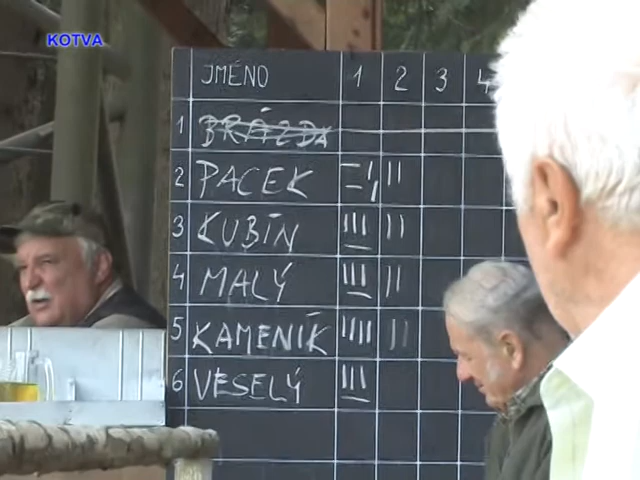 KOTVA
JMÉNO 1 2 3 4
1 BRÁZDA
2 PACEK
3 KUBÍN
4 MALÝ
5 KAMENÍK
6 VESELÝ